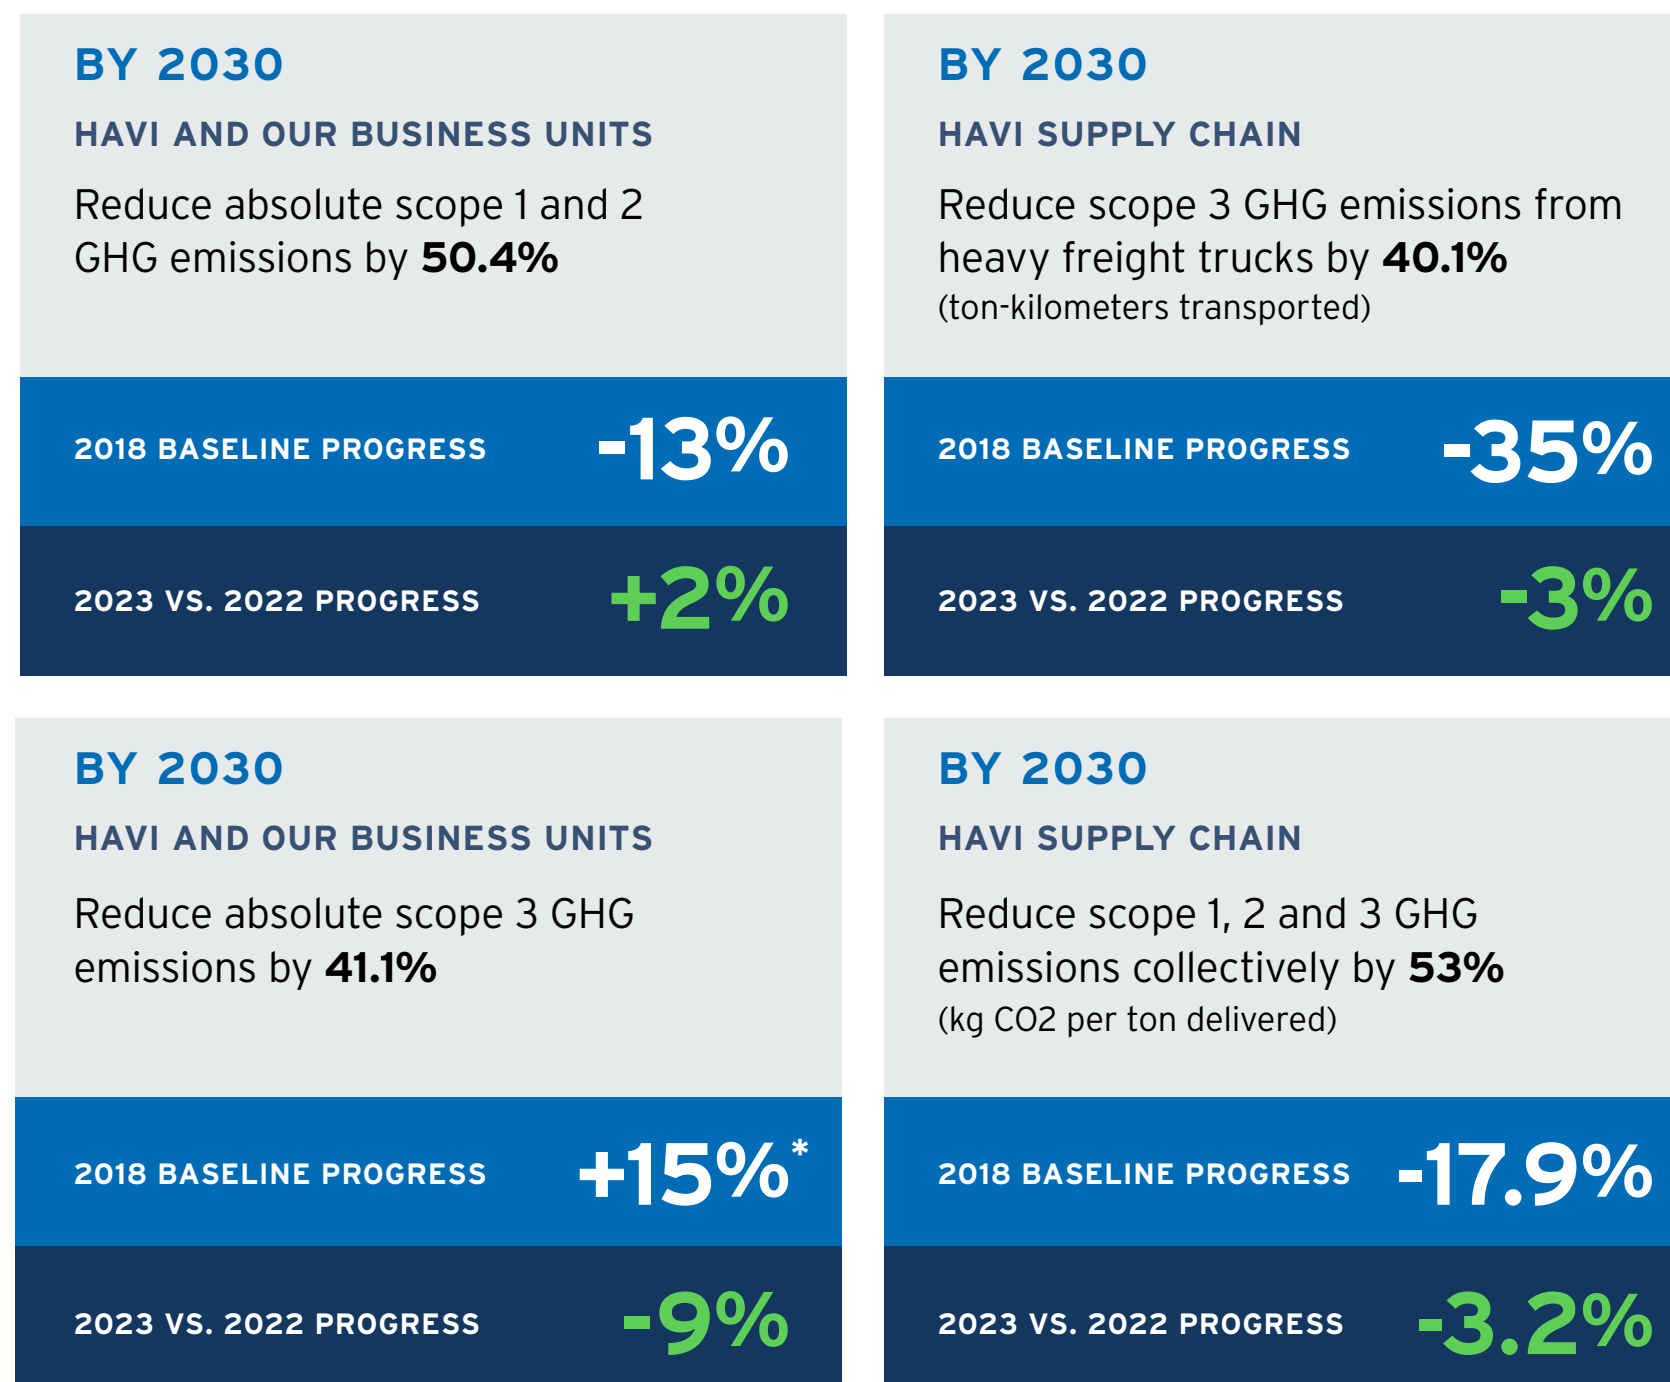 BY 2030
HAVI AND OUR BUSINESS UNITS
Reduce absolute scope 1 and 2
GHG emissions by 50.4%
2018 BASELINE PROGRESS -13%
2023 VS. 2022 PROGRESS +2%
BY 2030
HAVI SUPPLY CHAIN
Reduce scope 3 GHG emissions from
heavy freight trucks by 40.1%
(ton-kilometers transported)
2018 BASELINE PROGRESS -35%
2023 VS. 2022 PROGRESS -3%
BY 2030
HAVI AND OUR BUSINESS UNITS
Reduce absolute scope 3 GHG
emissions by 41.1%
2018 BASELINE PROGRESS +15%*
2023 VS. 2022 PROGRESS -9%
BY 2030
HAVI SUPPLY CHAIN
Reduce scope 1, 2 and 3 GHG
emissions collectively by 53%
(kg CO2 per ton delivered)
2018 BASELINE PROGRESS -17.9%
2023 VS. 2022 PROGRESS -3.2%